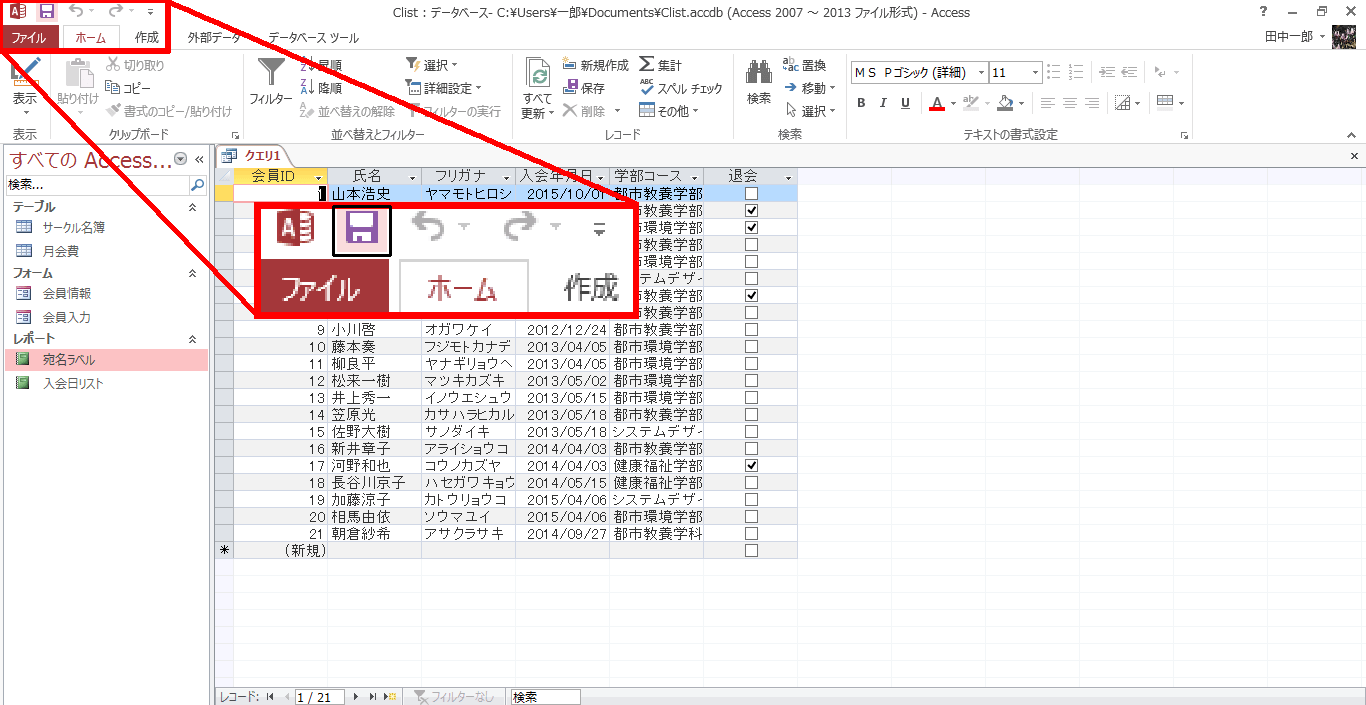 Clist : データベース- C:¥Users¥一郎¥Documents¥Clist.accdb (Access 2007 ～ 2013 ファイル形式) - Access
ファイル ホーム 作成 外部データ データベース ツール 田中一郎
表示
貼り付け
切り取り
コピー
書式のコピー/貼り付け
フィルター
昇順
降順
並べ替えの解除
選択
詳細設定
フィルターの実行
すべて
更新
新規作成
保存
削除
集計
スペル チェック
その他
検索
置換
移動
選択
ＭＳ Ｐゴシック (詳細) 11
B I U A
表示 クリップボード 並べ替えとフィルター レコード 検索 テキストの書式設定
すべての Access...
検索...
テーブル
サークル名簿
月会費
フォーム
会員情報
会員入力
レポート
宛名ラベル
入会日リスト
クエリ1
会員ID 氏名 フリガナ 入会年月日 学部コース 退会
1 山本浩史 ヤマモトヒロシ 2015/10/01 都市教養学部
市教養学部
市環境学部
市教養学部
市環境学部
テムデザ
市教養学部
市教養学部
ファイル ホーム 作成
9 小川啓 オガワケイ 2012/12/24 都市教養学部
10 藤本奏 フジモトカナデ 2013/04/05 都市環境学部
11 柳良平 ヤナギリョウヘ 2013/04/05 都市環境学部
12 松来一樹 マツキカズキ 2013/05/02 都市環境学部
13 井上秀一 イノウエシュウ 2013/05/15 都市環境学部
14 笠原光 カサハラヒカル 2013/05/18 都市教養学部
15 佐野大樹 サノダイキ 2013/05/18 システムデザ
16 新井章子 アライショウコ 2014/04/03 都市教養学部
17 河野和也 コウノカズヤ 2014/04/03 健康福祉学部
18 長谷川京子 ハセガワキョウ 2014/05/15 健康福祉学部
19 加藤涼子 カトウリョウコ 2015/04/06 システムデザ
20 相馬由依 ソウマユイ 2015/04/06 都市環境学部
21 朝倉紗希 アサクラサキ 2014/09/27 都市教養学科
(新規)
レコード: 1 / 21 フィルターなし 検索